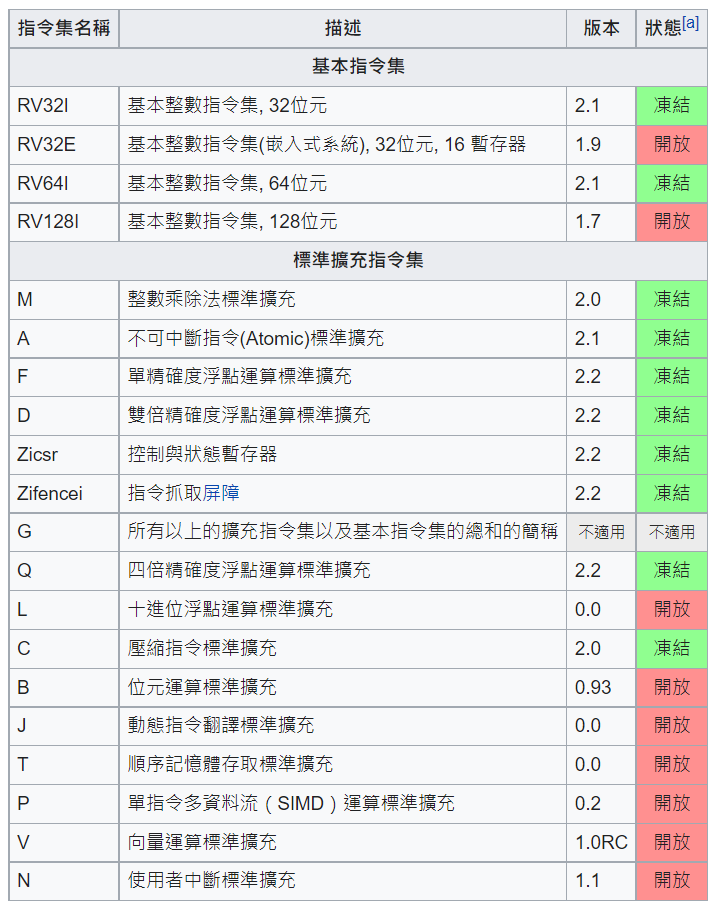 指令集名稱 描述 版本 狀態[a]
基本指令集
RV32I 基本整數指令集, 32位元 2.1 凍結
RV32E 基本整數指令集(嵌入式系統), 32位元, 16 暫存器 1.9 開放
RV64I 基本整數指令集, 64位元 2.1 凍結
RV128I 基本整數指令集, 128位元 1.7 開放
標準擴充指令集
M 整數乘除法標準擴充 2.0 凍結
A 不可中斷指令(Atomic)標準擴充 2.1 凍結
F 單精確度浮點運算標準擴充 2.2 凍結
D 雙倍精確度浮點運算標準擴充 2.2 凍結
Zicsr 控制與狀態暫存器 2.2 凍結
Zifencei 指令抓取屏障 2.2 凍結
G 所有以上的擴充指令集以及基本指令集的總和的簡稱 不適用 不適用
Q 四倍精確度浮點運算標準擴充 2.2 凍結
L 十進位浮點運算標準擴充 0.0 開放
C 壓縮指令標準擴充 2.0 凍結
B 位元運算標準擴充 0.93 開放
J 動態指令翻譯標準擴充 0.0 開放
T 順序記憶體存取標準擴充 0.0 開放
P 單指令多資料流（SIMD）運算標準擴充 0.2 開放
V 向量運算標準擴充 1.0RC 開放
N 使用者中斷標準擴充 1.1 開放